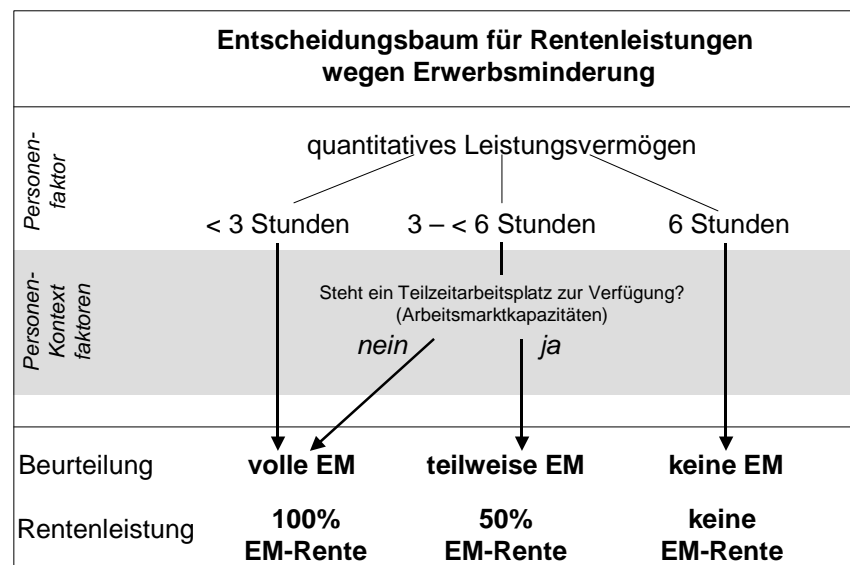 Entscheidungsbaum für Rentenleistungen
wegen Erwerbsminderung
Personen-
faktor
quantitatives Leistungsvermögen
< 3 Stunden
3 – < 6 Stunden
6 Stunden
Personen-
Kontext
faktoren
Steht ein Teilzeitarbeitsplatz zur Verfügung?
(Arbeitsmarktkapazitäten)
nein
ja
Beurteilung
volle EM
teilweise EM
keine EM
Rentenleistung
100%
EM-Rente
50%
EM-Rente
keine
EM-Rente